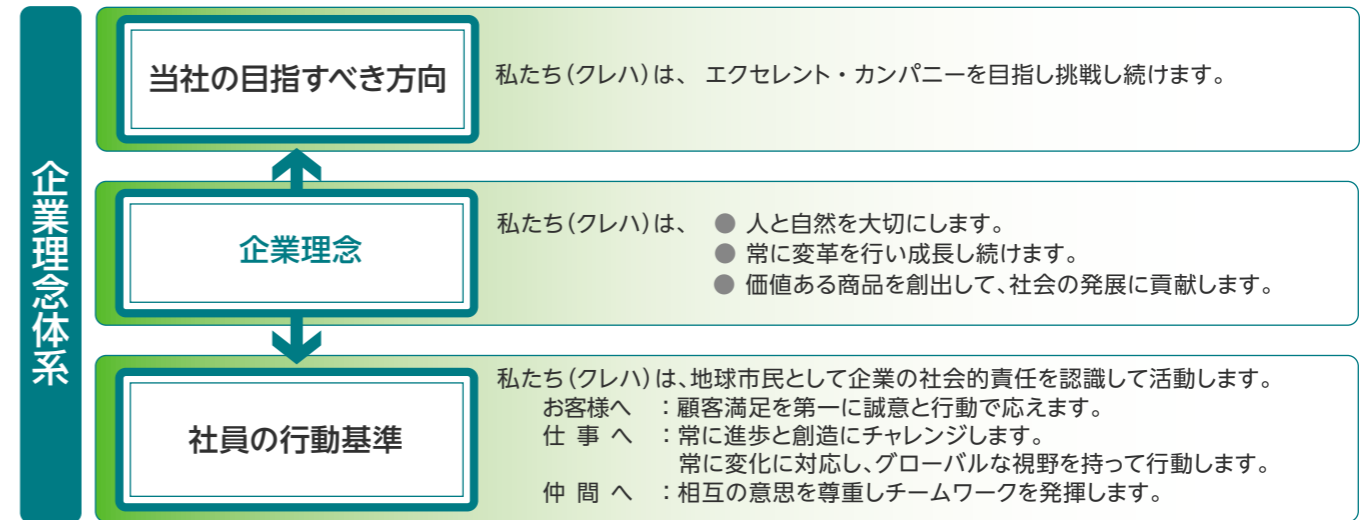 企業理念体系
当社の目指すべき方向
私たち(クレハ)は、 エクセレント・カンパニーを目指し挑戦し続けます。
企業理念
私たち(クレハ)は、 ● 人と自然を大切にします。
● 常に変革を行い成長し続けます。
● 価値ある商品を創出して、社会の発展に貢献します。
社員の行動基準
私たち(クレハ)は、地球市民として企業の社会的責任を認識して活動します。
お客様へ :顧客満足を第一に誠意と行動で応えます。
仕 事 へ :常に進歩と創造にチャレンジします。
常に変化に対応し、グローバルな視野を持って行動します。
仲 間 へ :相互の意思を尊重しチームワークを発揮します。